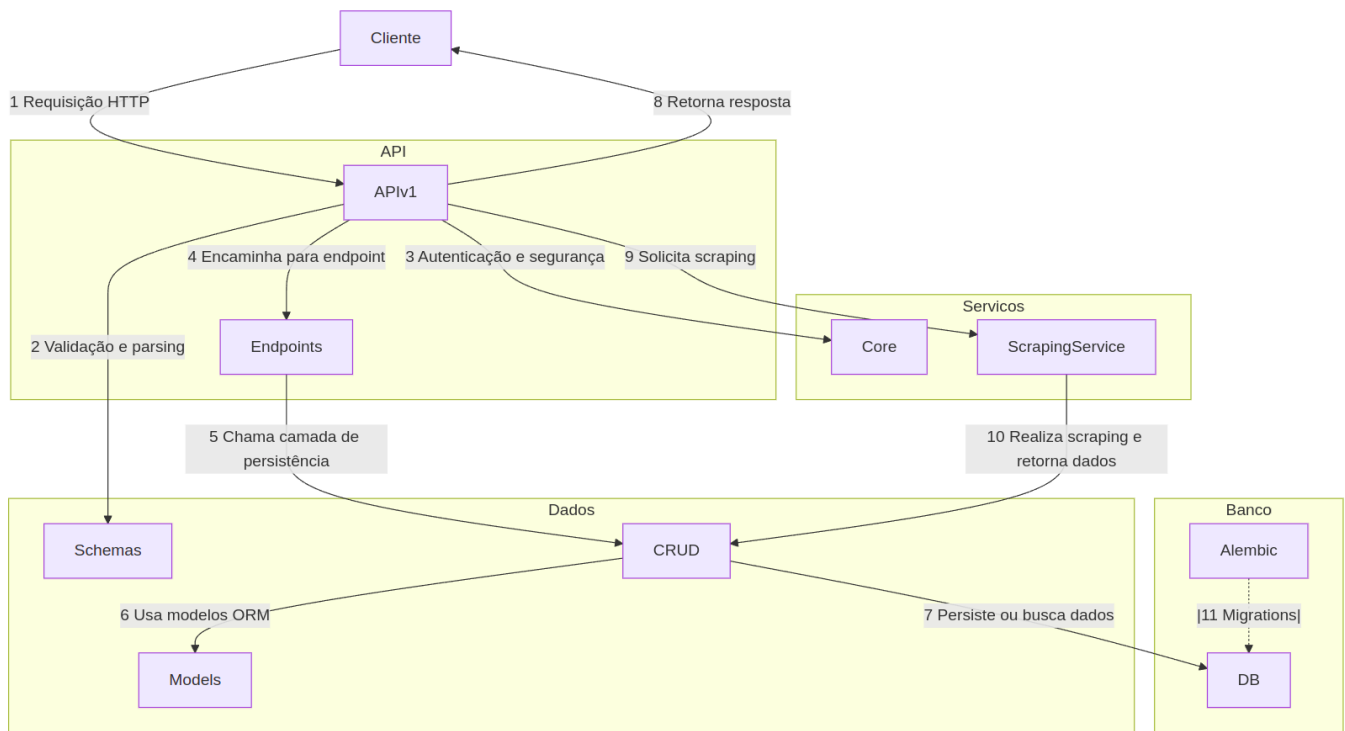 Cliente
1 Requisição HTTP
8 Retorna resposta
API
APIv1
4 Encaminha para endpoint
3 Autenticação e segurança
9 Solicita scraping
Servicos
2 Validação e parsing
Endpoints
Core
ScrapingService
5 Chama camada de
persistência
10 Realiza scraping e
retorna dados
Dados
Banco
Schemas
CRUD
Alembic
6 Usa modelos ORM
7 Persiste ou busca dados
|11 Migrations|
Models
DB